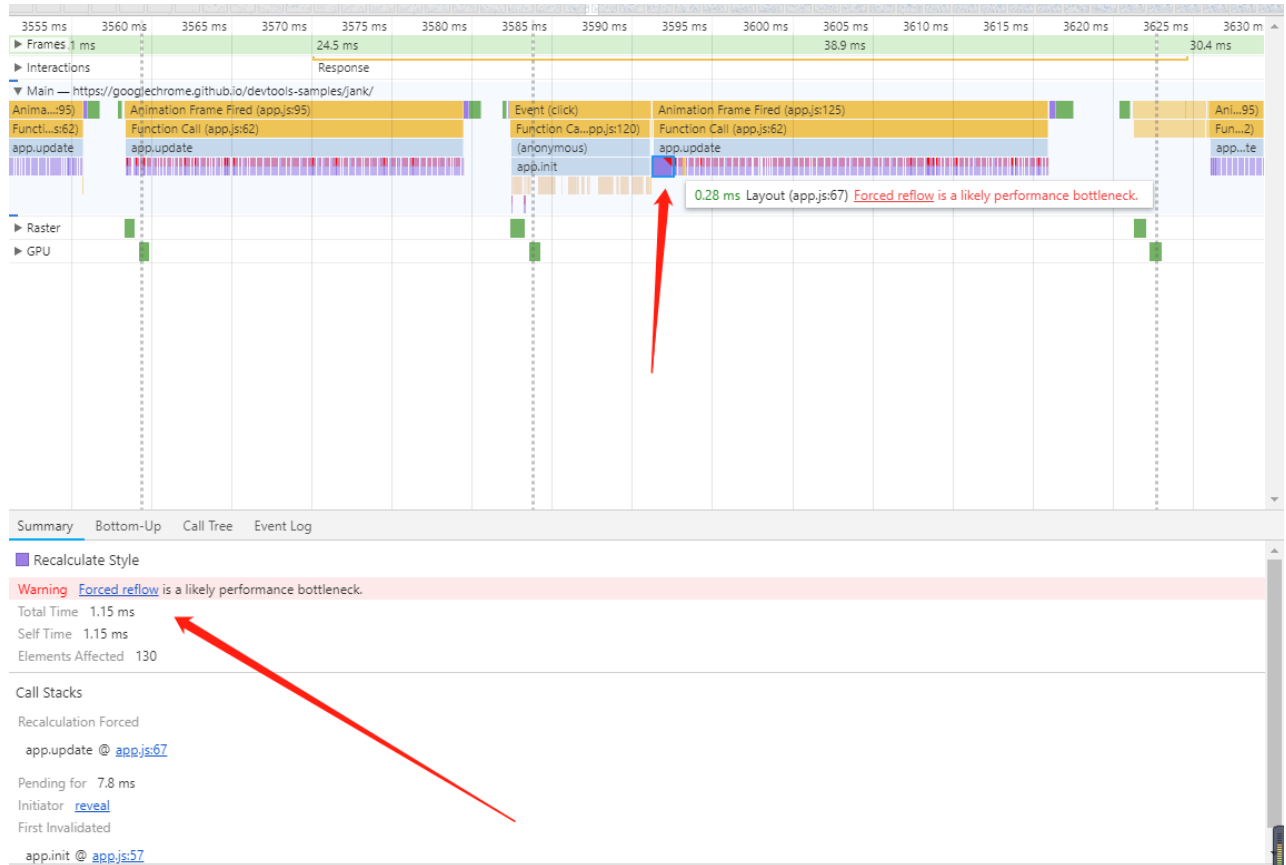 3555 ms 3560 ms 3565 ms 3570 ms 3575 ms 3580 ms 3585 ms 3590 ms 3595 ms 3600 ms 3605 ms 3610 ms 3615 ms 3620 ms 3625 ms 3630 m
Frames .1 ms 24.5 ms 38.9 ms 30.4 ms
Interactions Response
Main — https://googlechrome.github.io/devtools-samples/jank/
Anima...:95) Animation Frame Fired (app.js:95) Event (click) Animation Frame Fired (app.js:125) Ani...95)
Functi...s:62) Function Call (app.js:62) Function Ca...pp.js:120) Function Call (app.js:62) Fun...2)
app.update app.update (anonymous) app.update app...te
app.init
0.28 ms Layout (app.js:67) Forced reflow is a likely performance bottleneck.
Raster
GPU
Summary Bottom-Up Call Tree Event Log
Recalculate Style
Warning Forced reflow is a likely performance bottleneck.
Total Time 1.15 ms
Self Time 1.15 ms
Elements Affected 130
Call Stacks
Recalculation Forced
app.update @ app.js:67
Pending for 7.8 ms
Initiator reveal
First Invalidated
app.init @ app.js:57